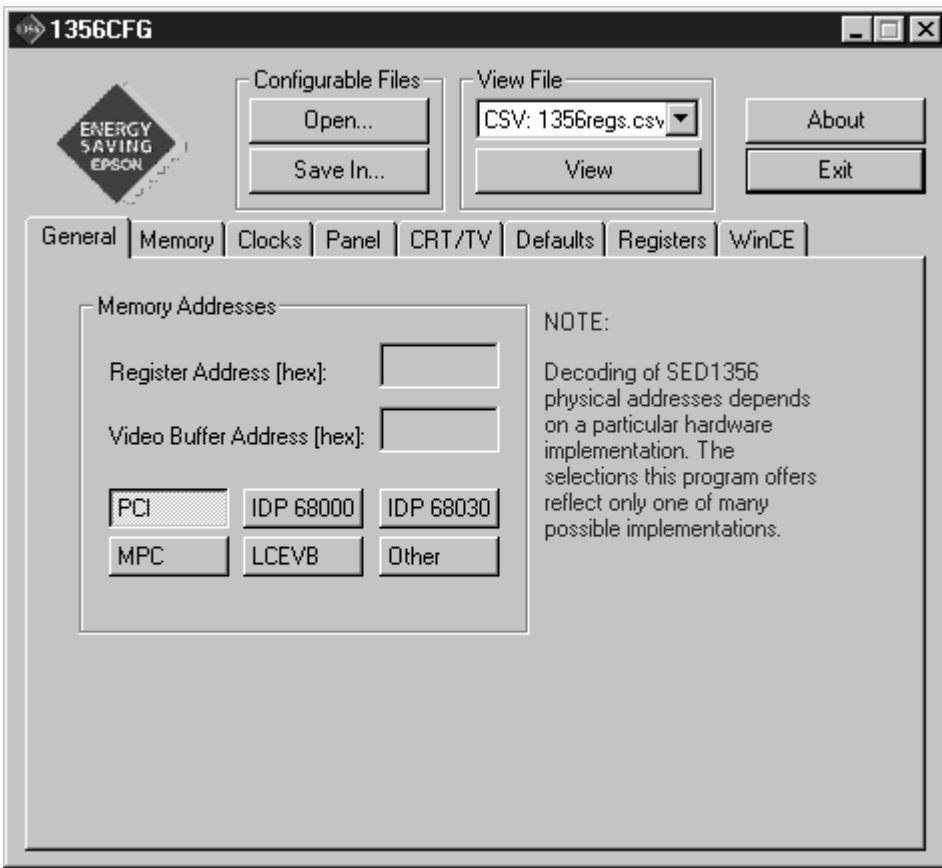 1356CFG
ENERGY
SAVING
EPSON
Configurable Files
Open...
Save In...
View File
CSV: 1356regs.csv
View
About
Exit
General Memory Clocks Panel CRT/TV Defaults Registers WinCE
Memory Addresses
Register Address [hex]:
Video Buffer Address [hex]:
PCI IDP 68000 IDP 68030
MPC LCEVB Other
NOTE:
Decoding of SED1356
physical addresses depends
on a particular hardware
implementation. The
selections this program offers
reflect only one of many
possible implementations.